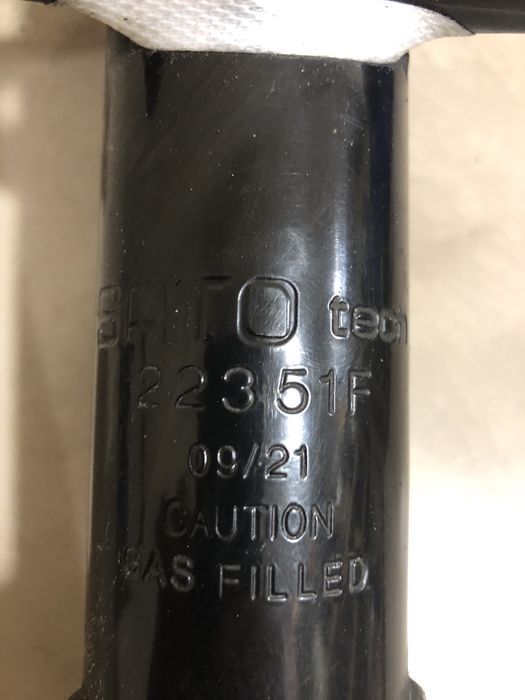 SATO tech
22351F
09/21
CAUTION
GAS FILLED